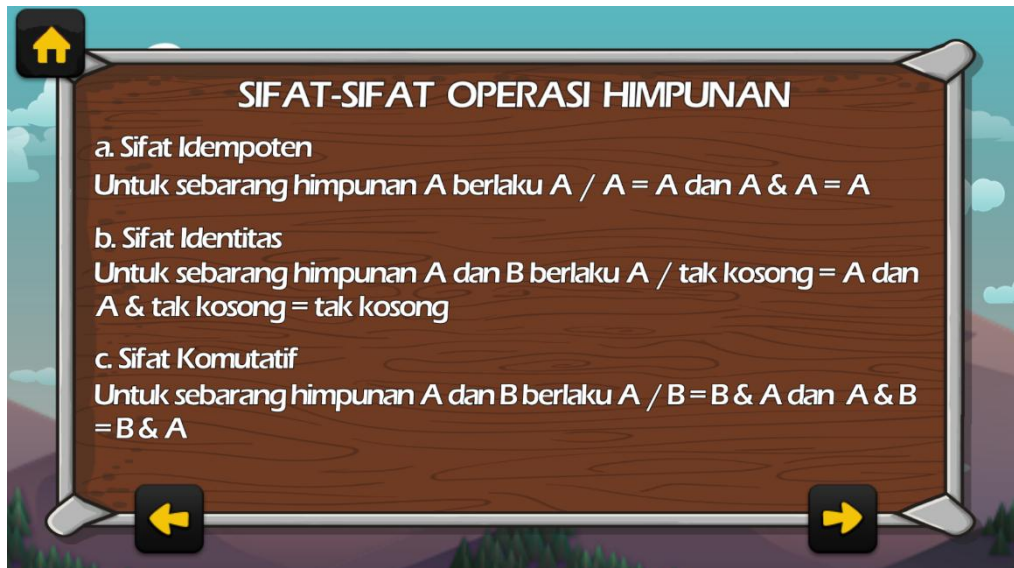 SIFAT-SIFAT OPERASI HIMPUNAN
a. Sifat Idempoten
Untuk sebarang himpunan A berlaku A / A = A dan A & A = A
b. Sifat Identitas
Untuk sebarang himpunan A dan B berlaku A / tak kosong = A dan
A & tak kosong = tak kosong
c. Sifat Komutatif
Untuk sebarang himpunan A dan B berlaku A / B = B & A dan A & B
= B & A